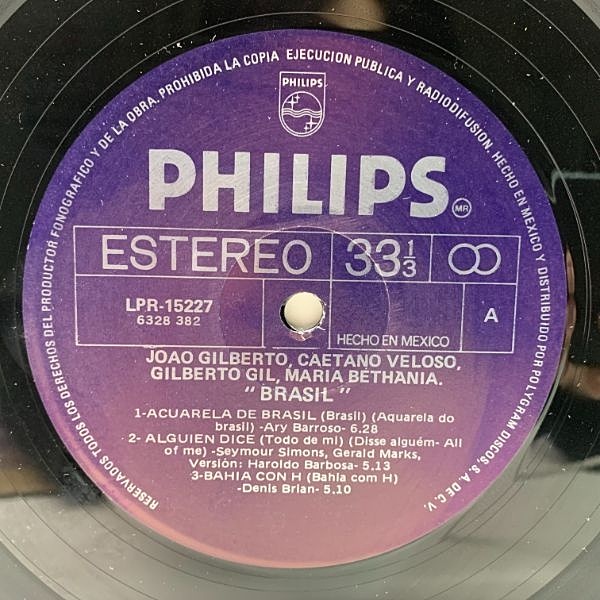 RESERVADOS TODOS LOS DERECHOS DEL PRODUCTOR FONOGRAFICO Y DE LA OBRA. PROHIBIDA LA COPIA EJECUCION PUBLICA Y RADIODIFUSION. HECHO EN MEXICO Y DISTRIBUIDO POR POLYGRAM DISCOS, S.A. DE C.V.
PHILIPS
PHILIPS MR
ESTEREO 33 1/3
LPR-15227
6328 382
HECHO EN MEXICO
A
JOAO GILBERTO, CAETANO VELOSO,
GILBERTO GIL, MARIA BETHANIA.
"BRASIL"
1-ACUARELA DE BRASIL (Brasil) (Aquarela do
brasil) -Ary Barroso- 6.28
2- ALGUIEN DICE (Todo de mi) (Disse alguém- All
of me) -Seymour Simons, Gerald Marks,
Versión: Haroldo Barbosa- 5.13
3-BAHIA CON H (Bahia com H)
-Denis Brian- 5.10